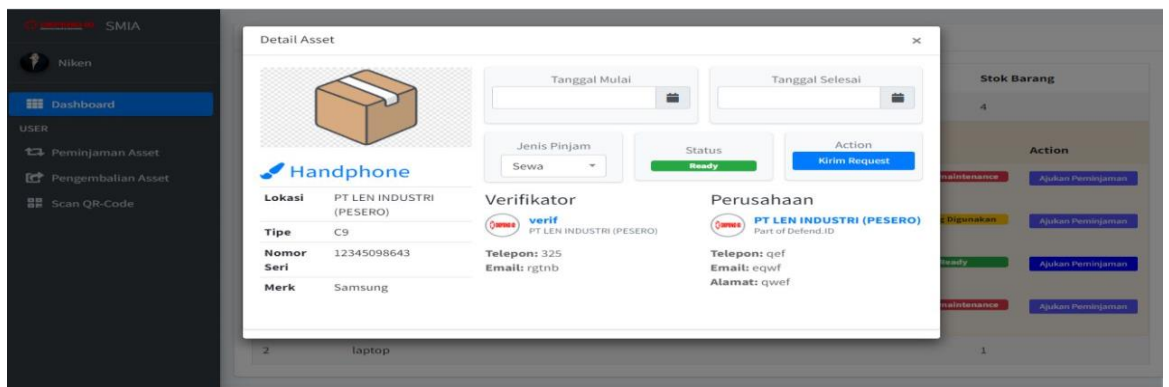 SMIA
Niken
Dashboard
USER
Peminjaman Asset
Pengembalian Asset
Scan QR-Code
Detail Asset ×
Handphone
Lokasi PT LEN INDUSTRI
(PESERO)
Tipe C9
Nomor 12345098643
Seri
Merk Samsung
Tanggal Mulai
Tanggal Selesai
Jenis Pinjam
Sewa
Status
Ready
Action
Kirim Request
Verifikator
verif
PT LEN INDUSTRI (PESERO)
Telepon: 325
Email: rgtnb
Perusahaan
PT LEN INDUSTRI (PESERO)
Part of Defend.ID
Telepon: qef
Email: eqwf
Alamat: qwef
Stok Barang
4
Action
maintenance Ajukan Peminjaman
Digunakan Ajukan Peminjaman
Ready Ajukan Peminjaman
maintenance Ajukan Peminjaman
2 laptop 1